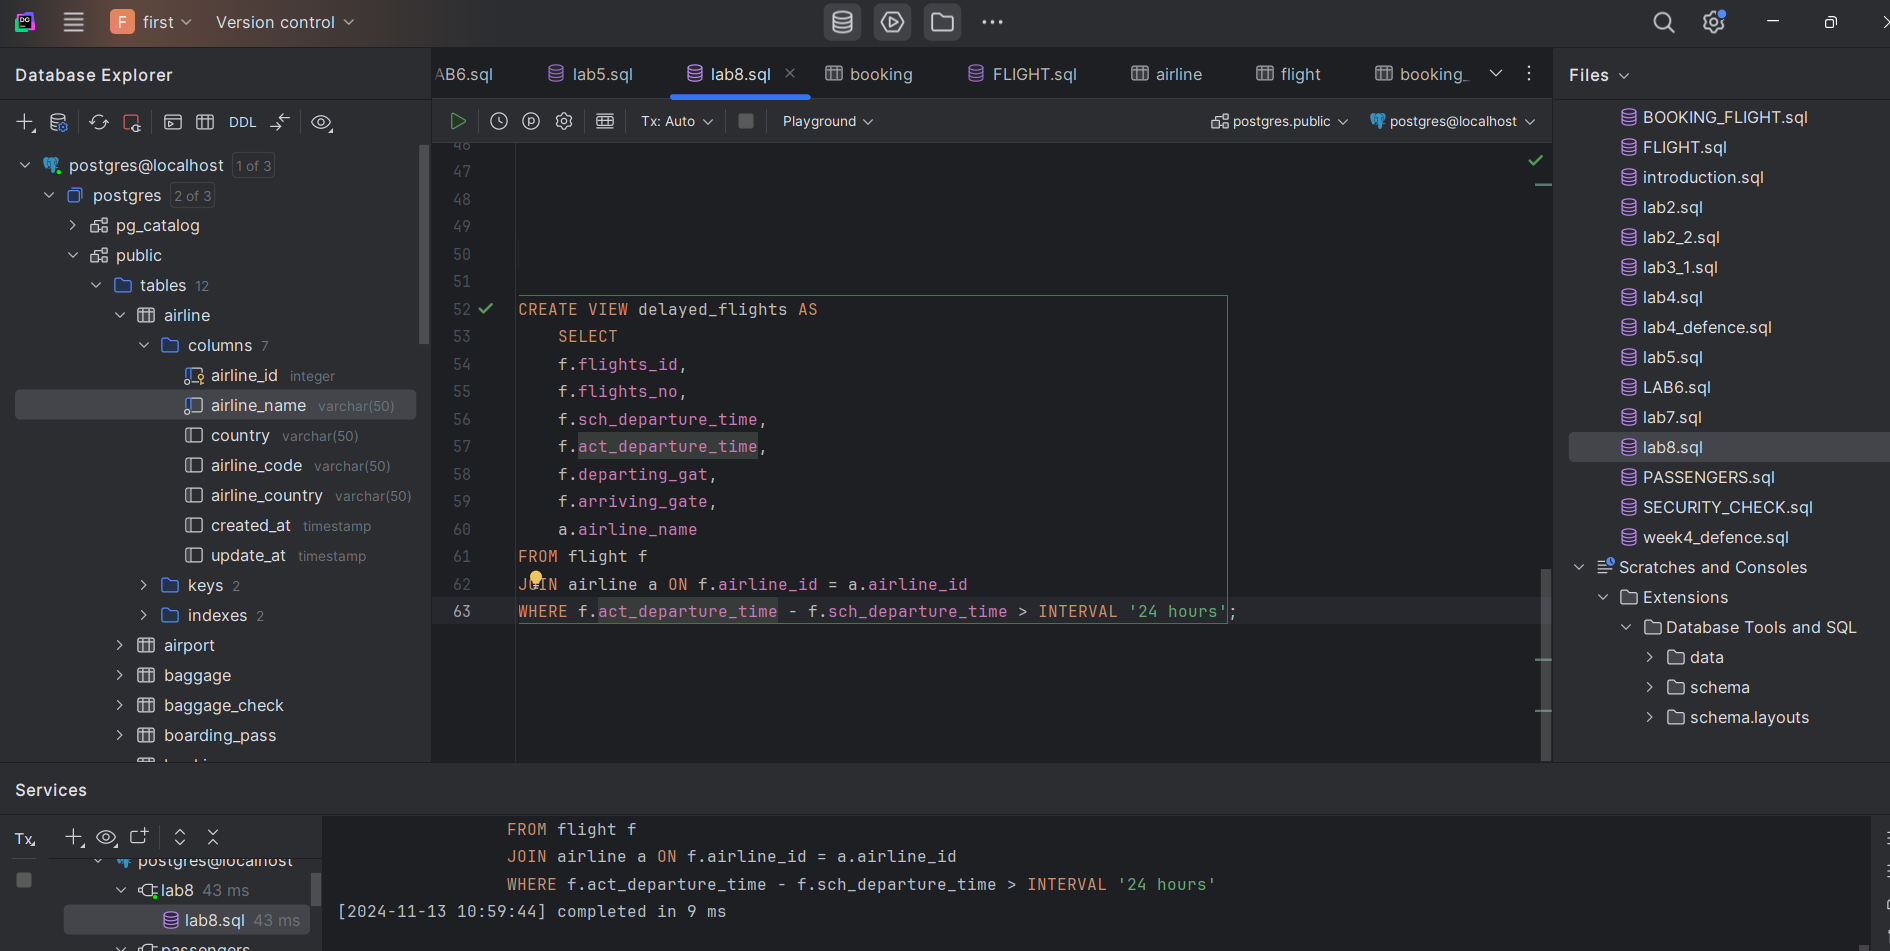 DG F first Version control
Database Explorer
DDL
postgres@localhost 1 of 3
postgres 2 of 3
pg_catalog
public
tables 12
airline
columns 7
airline_id integer
airline_name varchar(50)
country varchar(50)
airline_code varchar(50)
airline_country varchar(50)
created_at timestamp
update_at timestamp
keys 2
indexes 2
airport
baggage
baggage_check
boarding_pass
AB6.sql lab5.sql lab8.sql booking FLIGHT.sql airline flight booking_
Tx: Auto Playground postgres.public postgres@localhost
46
47
48
49
50
51
52 CREATE VIEW delayed_flights AS
53 SELECT
54 f.flights_id,
55 f.flights_no,
56 f.sch_departure_time,
57 f.act_departure_time,
58 f.departing_gat,
59 f.arriving_gate,
60 a.airline_name
61 FROM flight f
62 JOIN airline a ON f.airline_id = a.airline_id
63 WHERE f.act_departure_time - f.sch_departure_time > INTERVAL '24 hours';
Files
BOOKING_FLIGHT.sql
FLIGHT.sql
introduction.sql
lab2.sql
lab2_2.sql
lab3_1.sql
lab4.sql
lab4_defence.sql
lab5.sql
LAB6.sql
lab7.sql
lab8.sql
PASSENGERS.sql
SECURITY_CHECK.sql
week4_defence.sql
Scratches and Consoles
Extensions
Database Tools and SQL
data
schema
schema.layouts
Services
Tx
postgres@localhost
lab8 43 ms
lab8.sql 43 ms
passengers
FROM flight f
JOIN airline a ON f.airline_id = a.airline_id
WHERE f.act_departure_time - f.sch_departure_time > INTERVAL '24 hours'
[2024-11-13 10:59:44] completed in 9 ms